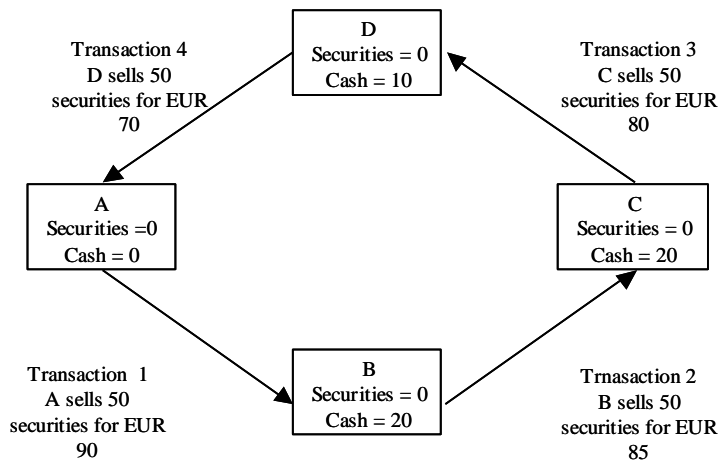 D
Securities = 0
Cash = 10
Transaction 4
D sells 50
securities for EUR
70
Transaction 3
C sells 50
securities for EUR
80
A
Securities =0
Cash = 0
C
Securities = 0
Cash = 20
B
Securities = 0
Cash = 20
Transaction 1
A sells 50
securities for EUR
90
Trnasaction 2
B sells 50
securities for EUR
85